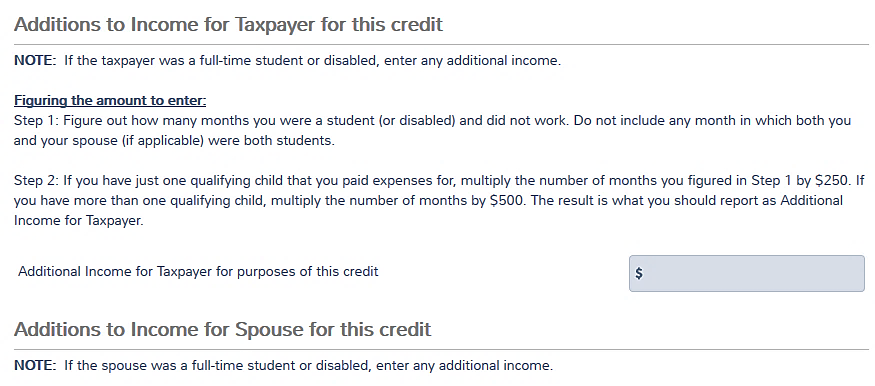 Additions to Income for Taxpayer for this credit
NOTE: If the taxpayer was a full-time student or disabled, enter any additional income.
Figuring the amount to enter:
Step 1: Figure out how many months you were a student (or disabled) and did not work. Do not include any month in which both you
and your spouse (if applicable) were both students.
Step 2: If you have just one qualifying child that you paid expenses for, multiply the number of months you figured in Step 1 by $250. If
you have more than one qualifying child, multiply the number of months by $500. The result is what you should report as Additional
Income for Taxpayer.
Additional Income for Taxpayer for purposes of this credit $
Additions to Income for Spouse for this credit
NOTE: If the spouse was a full-time student or disabled, enter any additional income.